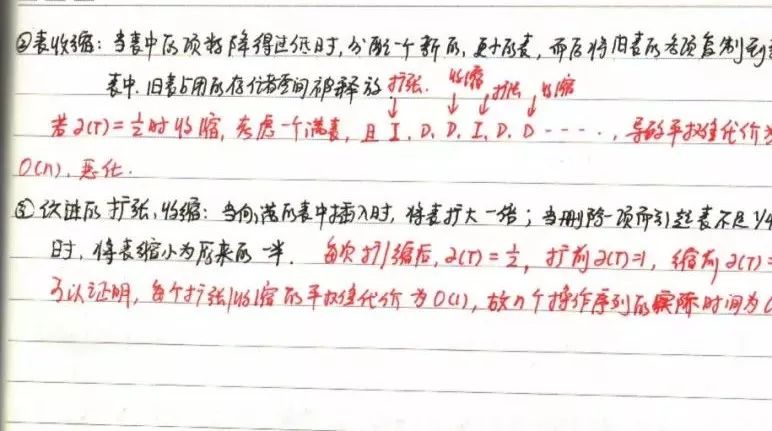 ②表收缩：当表中的项数降得过低时,分配一个新的,更小的表,而后将旧表的各项复制到
表中.旧表占用的存储空间被释放 扩张. 收缩 扩张 收缩
若α(T)=½时收缩,考虑一个满表,且 I. D. D. I. D. D ----,导致平摊代价为
O(n),恶化.
③改进的扩张,收缩：当向满的表中插入时,将表扩大一倍;当删除一项而引起表不足1/4
时,将表缩小为原来的一半. 每次扩/缩后,α(T)=½,扩前α(T)=1,缩前α(T)=
可以证明,每个扩张/收缩的平摊代价为O(1),故n个操作序列的实际时间为